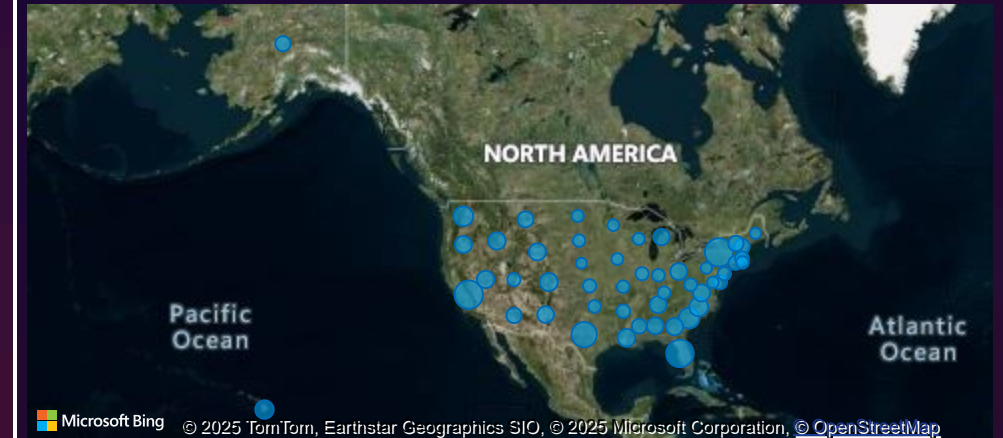 NORTH AMERICA
Pacific
Ocean
Atlantic
Ocean
Microsoft Bing
© 2025 TomTom, Earthstar Geographics SIO, © 2025 Microsoft Corporation, © OpenStreetMap